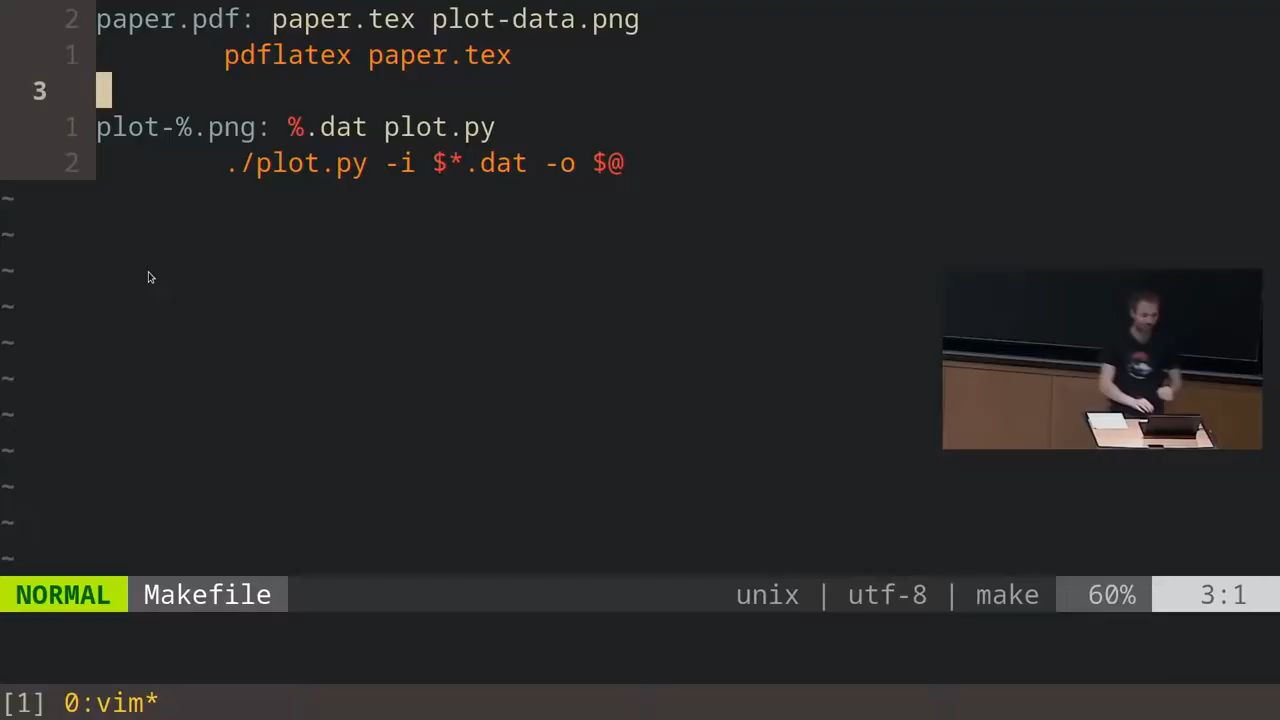 2 paper.pdf: paper.tex plot-data.png
1 pdflatex paper.tex
3
1 plot-%.png: %.dat plot.py
2 ./plot.py -i $*.dat -o $@
~
~
~
~
~
~
~
~
~
~
~
NORMAL Makefile unix | utf-8 | make 60% 3:1
[1] 0:vim*